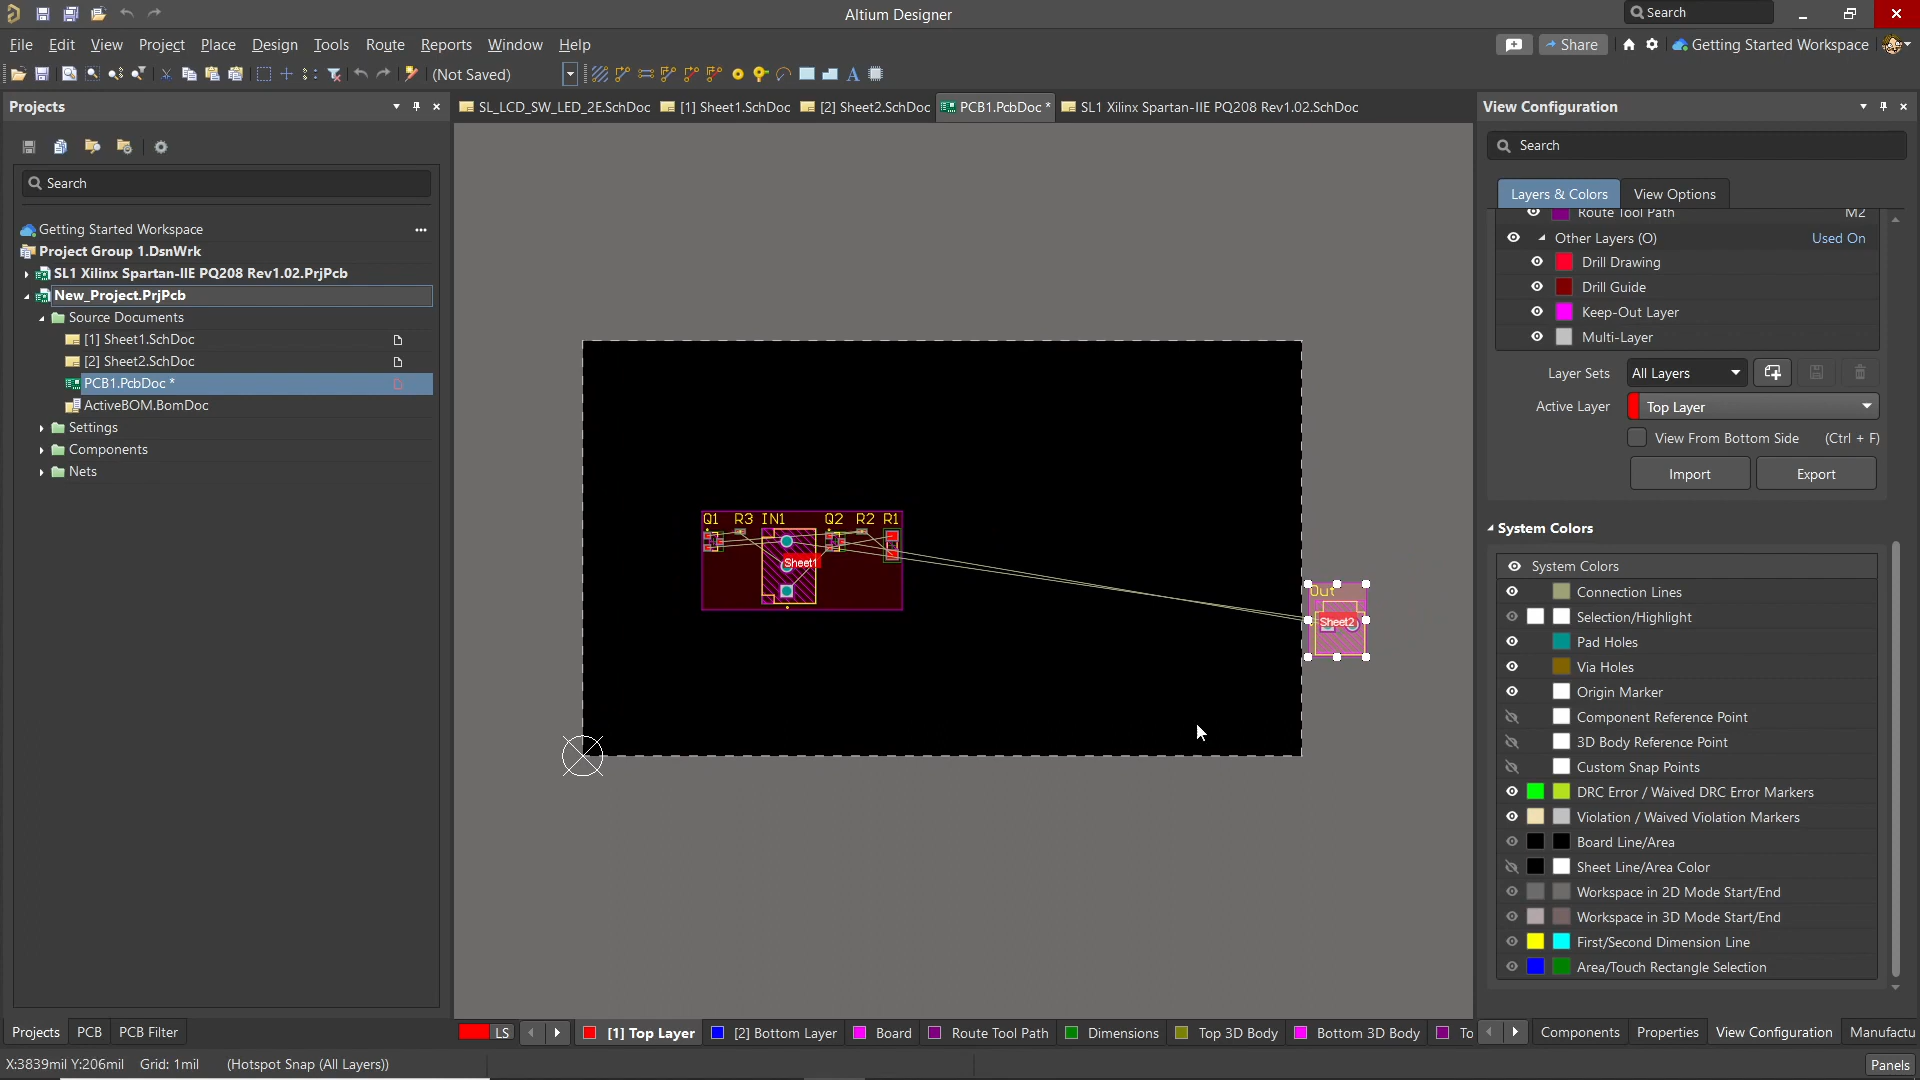 Altium Designer
Search
File Edit View Project Place Design Tools Route Reports Window Help
Share
Getting Started Workspace
(Not Saved)
Projects
SL_LCD_SW_LED_2E.SchDoc
[1] Sheet1.SchDoc
[2] Sheet2.SchDoc
PCB1.PcbDoc *
SL1 Xilinx Spartan-IIE PQ208 Rev1.02.SchDoc
View Configuration
Search
Search
Getting Started Workspace
Project Group 1.DsnWrk
SL1 Xilinx Spartan-IIE PQ208 Rev1.02.PrjPcb
New_Project.PrjPcb
Source Documents
[1] Sheet1.SchDoc
[2] Sheet2.SchDoc
PCB1.PcbDoc *
ActiveBOM.BomDoc
Settings
Components
Nets
Q1 R3 IN1 Q2 R2 R1
Sheet1
Out
Sheet2
Layers & Colors
View Options
Route Tool Path M2
Other Layers (O) Used On
Drill Drawing
Drill Guide
Keep-Out Layer
Multi-Layer
Layer Sets All Layers
Active Layer Top Layer
View From Bottom Side (Ctrl + F)
Import Export
System Colors
System Colors
Connection Lines
Selection/Highlight
Pad Holes
Via Holes
Origin Marker
Component Reference Point
3D Body Reference Point
Custom Snap Points
DRC Error / Waived DRC Error Markers
Violation / Waived Violation Markers
Board Line/Area
Sheet Line/Area Color
Workspace in 2D Mode Start/End
Workspace in 3D Mode Start/End
First/Second Dimension Line
Area/Touch Rectangle Selection
Projects PCB PCB Filter
LS
[1] Top Layer
[2] Bottom Layer
Board
Route Tool Path
Dimensions
Top 3D Body
Bottom 3D Body
To
Components Properties View Configuration Manufactu
X:3839mil Y:206mil Grid: 1mil (Hotspot Snap (All Layers))
Panels